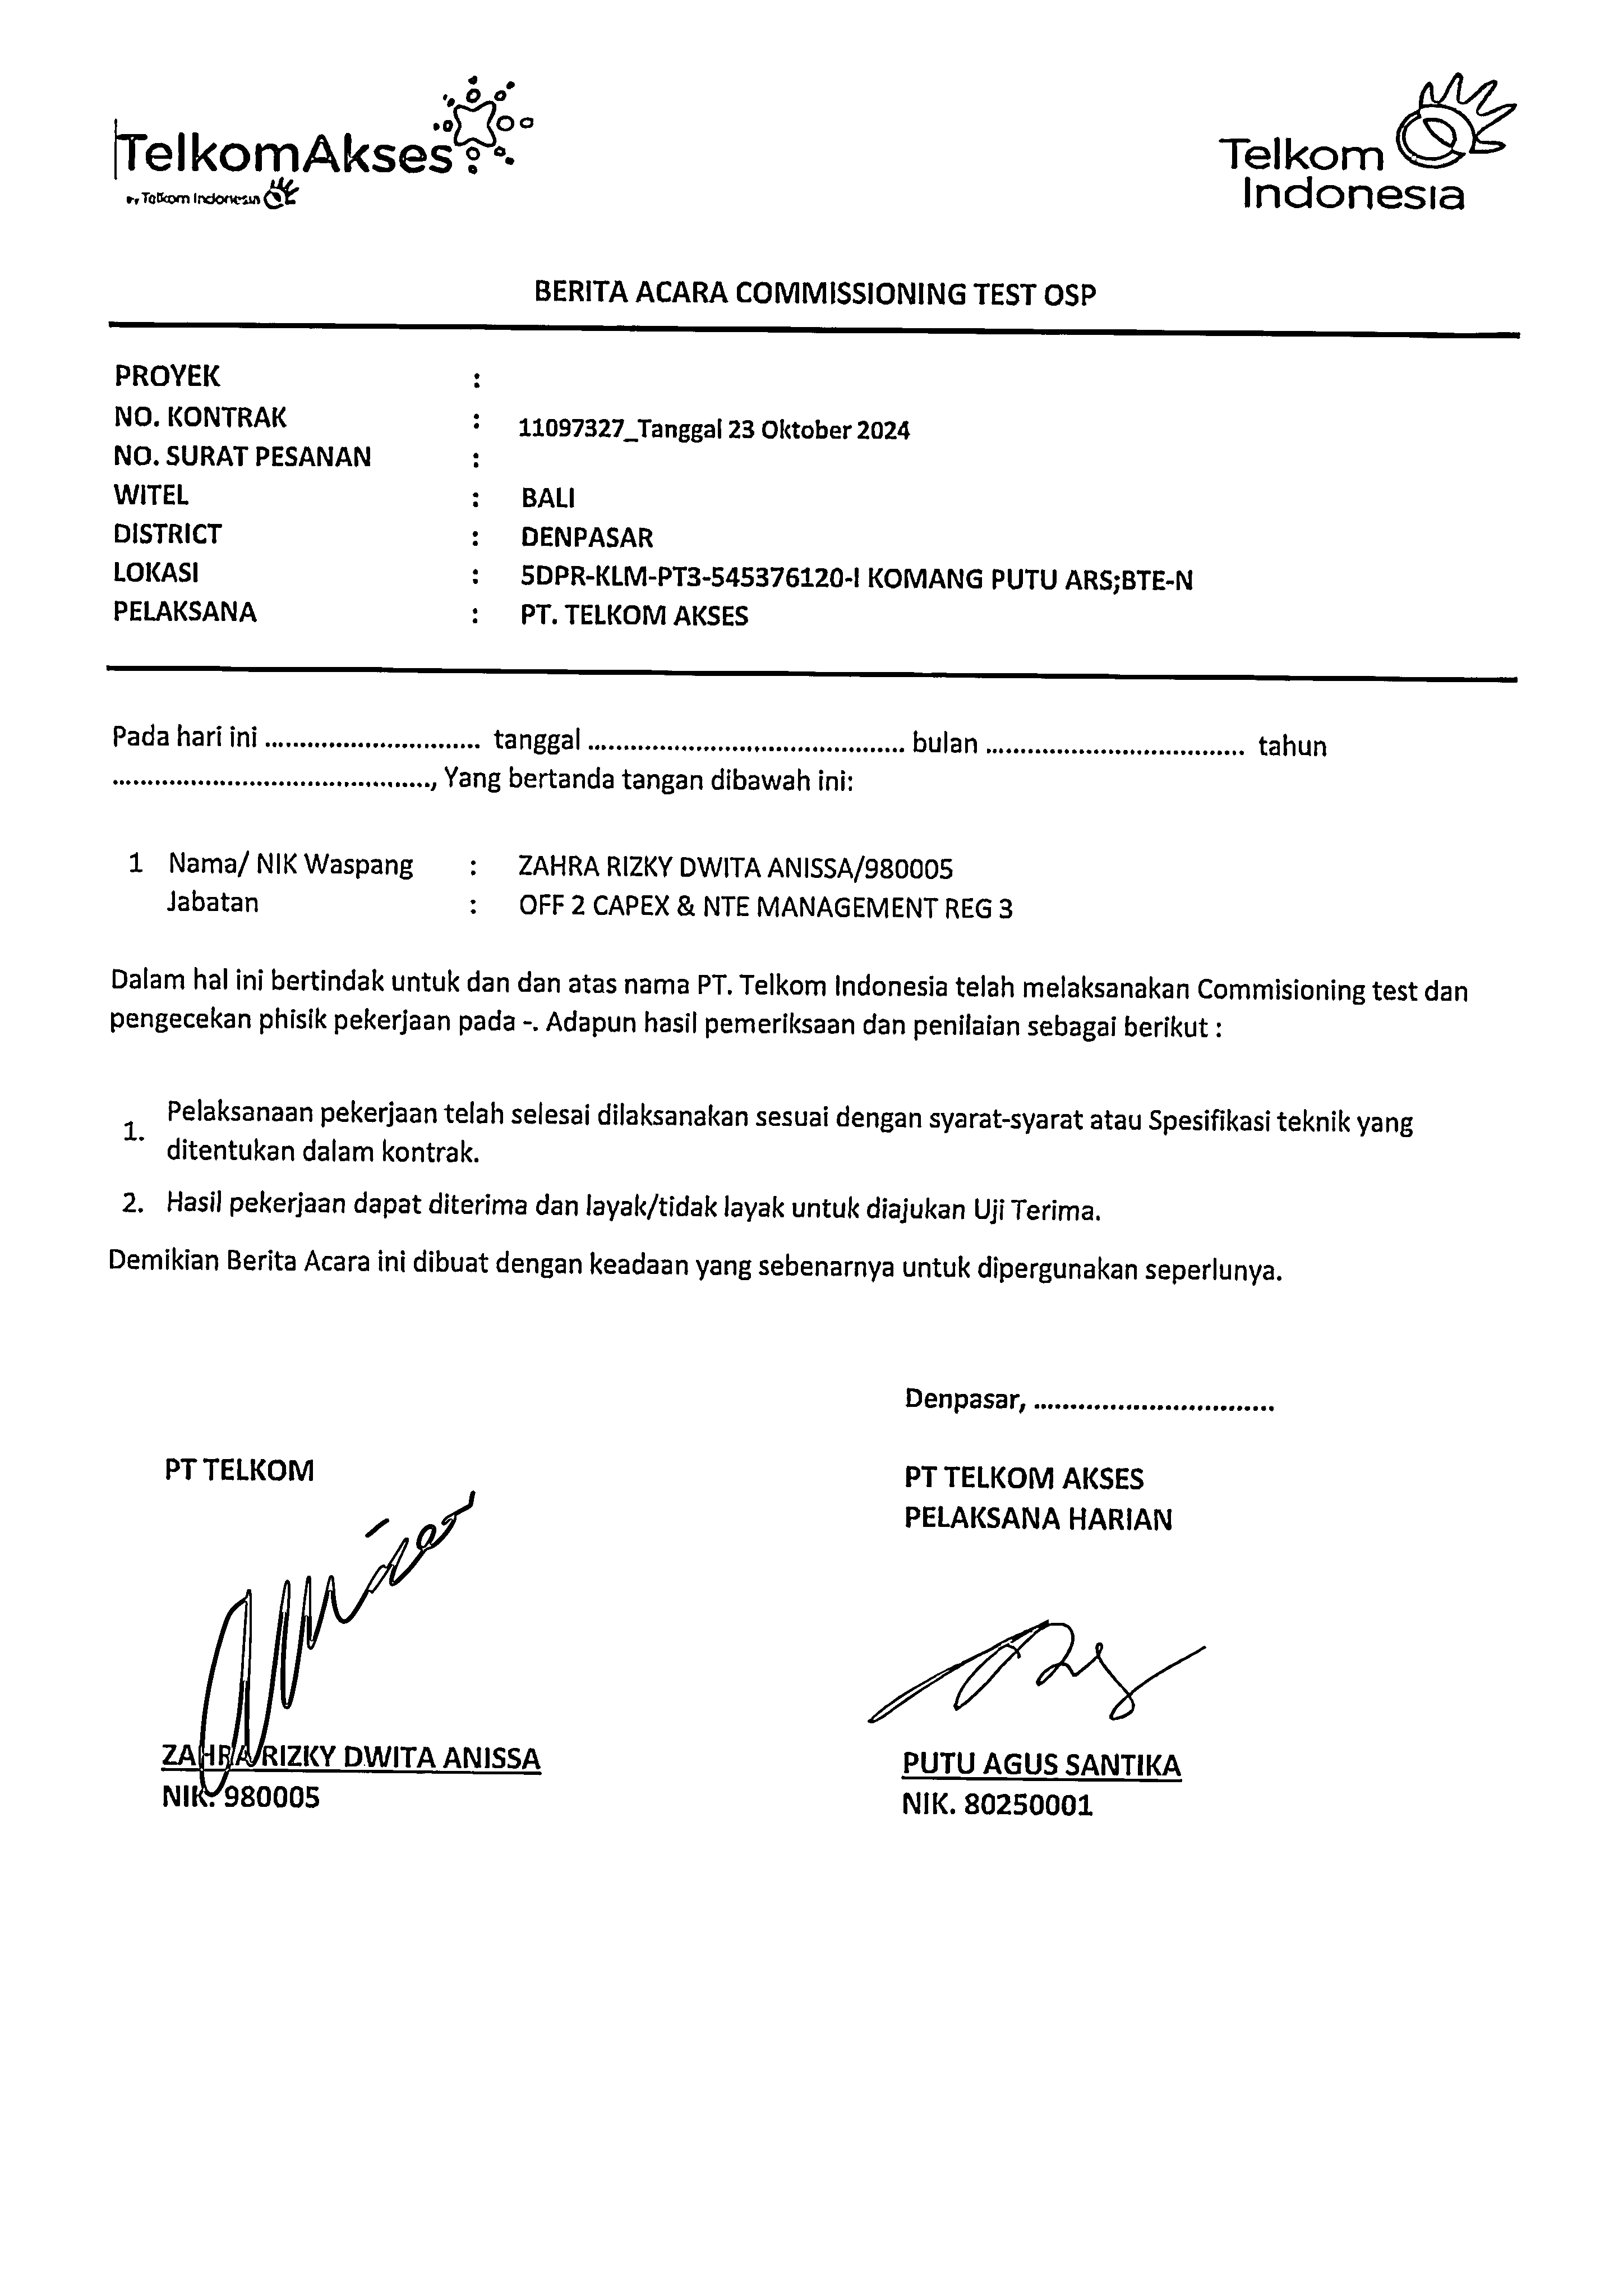 TelkomAkses
by Telkom Indonesia
Telkom
Indonesia
BERITA ACARA COMMISSIONING TEST OSP
PROYEK :
NO. KONTRAK : 11097327_Tanggal 23 Oktober 2024
NO. SURAT PESANAN :
WITEL : BALI
DISTRICT : DENPASAR
LOKASI : 5DPR-KLM-PT3-545376120-I KOMANG PUTU ARS;BTE-N
PELAKSANA : PT. TELKOM AKSES
Pada hari ini ............................... tanggal ............................................. bulan ..................................... tahun
............................................., Yang bertanda tangan dibawah ini:
1 Nama/ NIK Waspang : ZAHRA RIZKY DWITA ANISSA/980005
Jabatan : OFF 2 CAPEX & NTE MANAGEMENT REG 3
Dalam hal ini bertindak untuk dan dan atas nama PT. Telkom Indonesia telah melaksanakan Commisioning test dan
pengecekan phisik pekerjaan pada -. Adapun hasil pemeriksaan dan penilaian sebagai berikut :
1. Pelaksanaan pekerjaan telah selesai dilaksanakan sesuai dengan syarat-syarat atau Spesifikasi teknik yang
ditentukan dalam kontrak.
2. Hasil pekerjaan dapat diterima dan layak/tidak layak untuk diajukan Uji Terima.
Demikian Berita Acara ini dibuat dengan keadaan yang sebenarnya untuk dipergunakan seperlunya.
Denpasar, ..................................
PT TELKOM
PT TELKOM AKSES
PELAKSANA HARIAN
ZAHRA RIZKY DWITA ANISSA
NIK. 980005
PUTU AGUS SANTIKA
NIK. 80250001